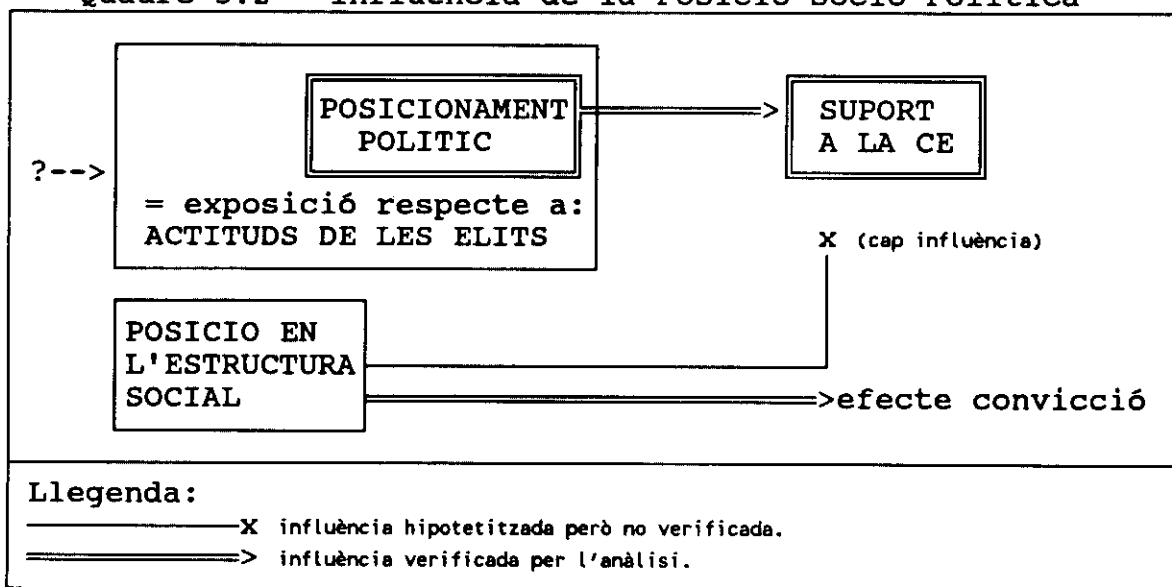 Influència de la Posició Socio Política
POSICIONAMENT
POLITIC
SUPORT
A LA CE
?-->
= exposició respecte a:
ACTITUDS DE LES ELITS
X (cap influència)
POSICIO EN
L'ESTRUCTURA
SOCIAL
>efecte convicció
Llegenda:
X influència hipotetitzada però no verificada.
> influència verificada per l'anàlisi.